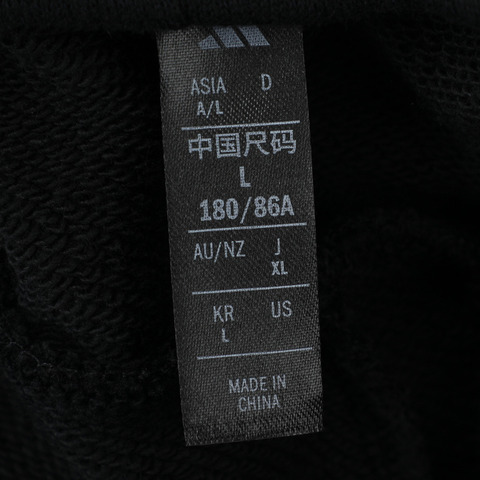 ASIA D
A/L
中国尺码
L
180/86A
AU/NZ J
XL
KR US
L
MADE IN
CHINA